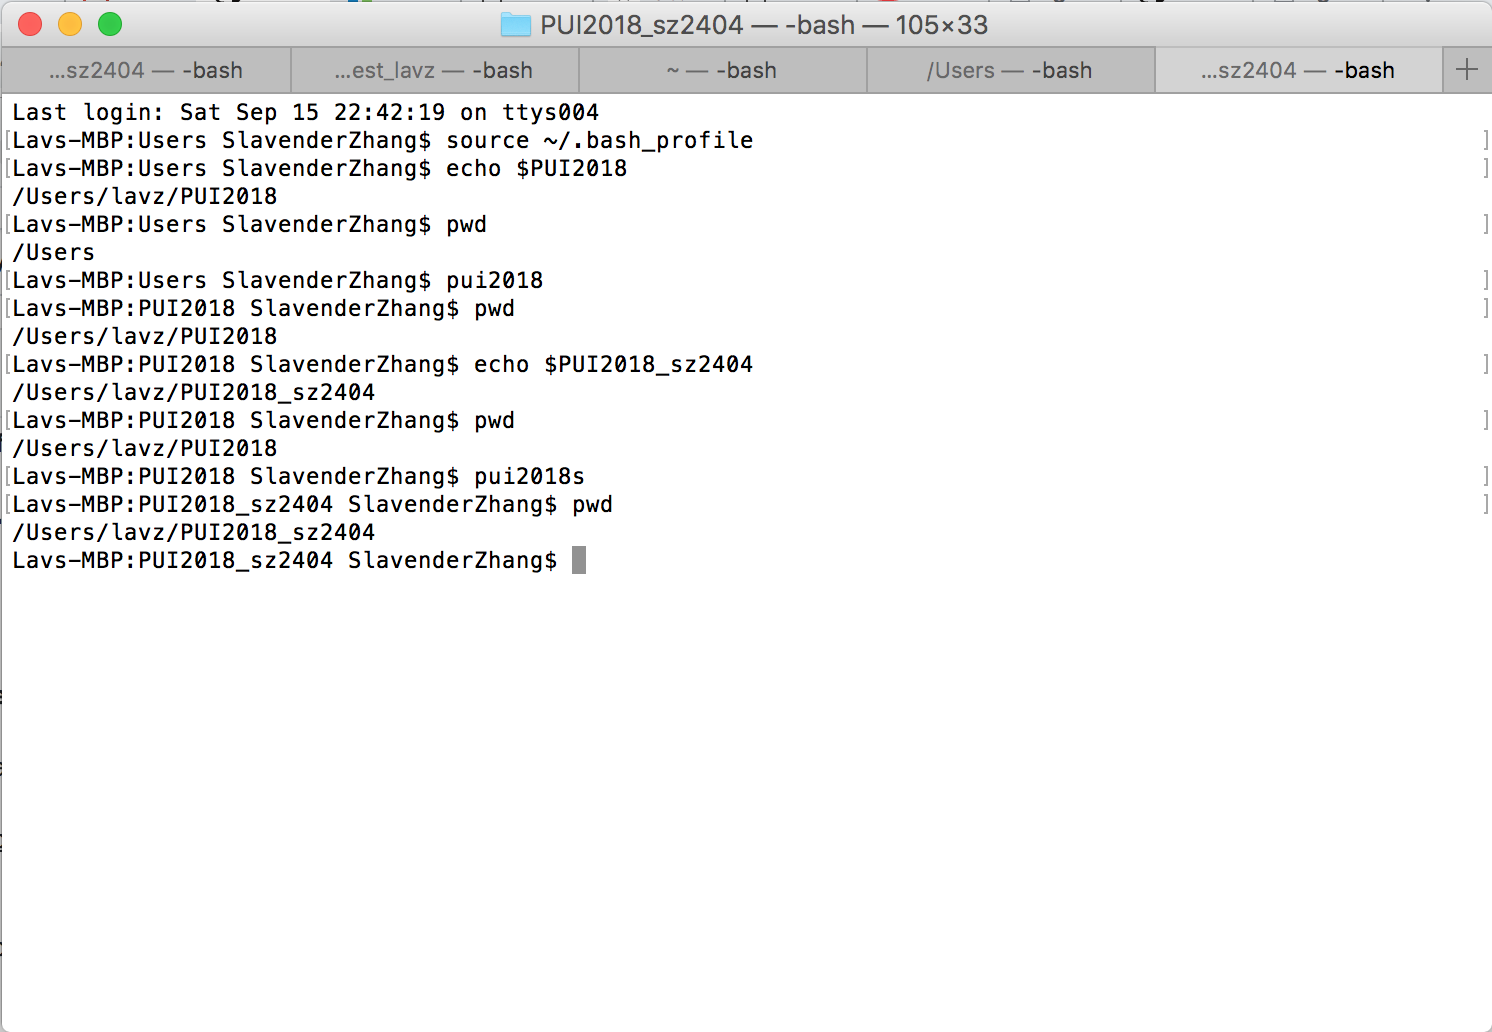 PUI2018_sz2404 — -bash — 105×33
...sz2404 — -bash ...est_lavz — -bash ~ — -bash /Users — -bash ...sz2404 — -bash +
Last login: Sat Sep 15 22:42:19 on ttys004
[Lavs-MBP:Users SlavenderZhang$ source ~/.bash_profile ]
[Lavs-MBP:Users SlavenderZhang$ echo $PUI2018 ]
/Users/lavz/PUI2018
[Lavs-MBP:Users SlavenderZhang$ pwd ]
/Users
[Lavs-MBP:Users SlavenderZhang$ pui2018 ]
[Lavs-MBP:PUI2018 SlavenderZhang$ pwd ]
/Users/lavz/PUI2018
[Lavs-MBP:PUI2018 SlavenderZhang$ echo $PUI2018_sz2404 ]
/Users/lavz/PUI2018_sz2404
[Lavs-MBP:PUI2018 SlavenderZhang$ pwd ]
/Users/lavz/PUI2018
[Lavs-MBP:PUI2018 SlavenderZhang$ pui2018s ]
[Lavs-MBP:PUI2018_sz2404 SlavenderZhang$ pwd ]
/Users/lavz/PUI2018_sz2404
Lavs-MBP:PUI2018_sz2404 SlavenderZhang$